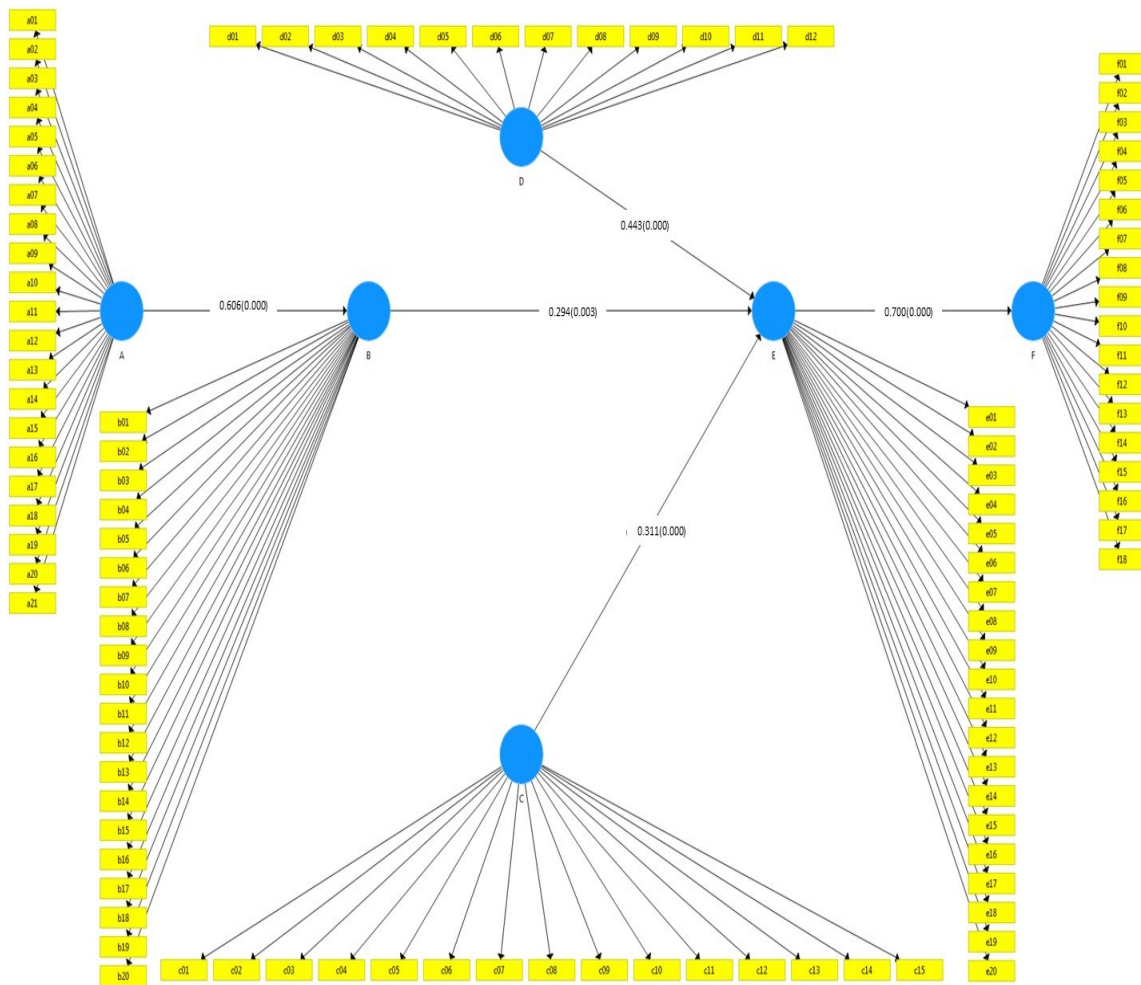 a01
a02
a03
a04
a05
a06
a07
a08
a09
a10
a11
a12
a13
a14
a15
a16
a17
a18
a19
a20
a21
d01 d02 d03 d04 d05 d06 d07 d08 d09 d10 d11 d12
D
0.443(0.000)
A
0.606(0.000)
B
0.294(0.003)
E
0.700(0.000)
F
f01
f02
f03
f04
f05
f06
f07
f08
f09
f10
f11
f12
f13
f14
f15
f16
f17
f18
b01
b02
b03
b04
b05
b06
b07
b08
b09
b10
b11
b12
b13
b14
b15
b16
b17
b18
b19
b20
( 0.311(0.000)
C
c01 c02 c03 c04 c05 c06 c07 c08 c09 c10 c11 c12 c13 c14 c15
e01
e02
e03
e04
e05
e06
e07
e08
e09
e10
e11
e12
e13
e14
e15
e16
e17
e18
e19
e20